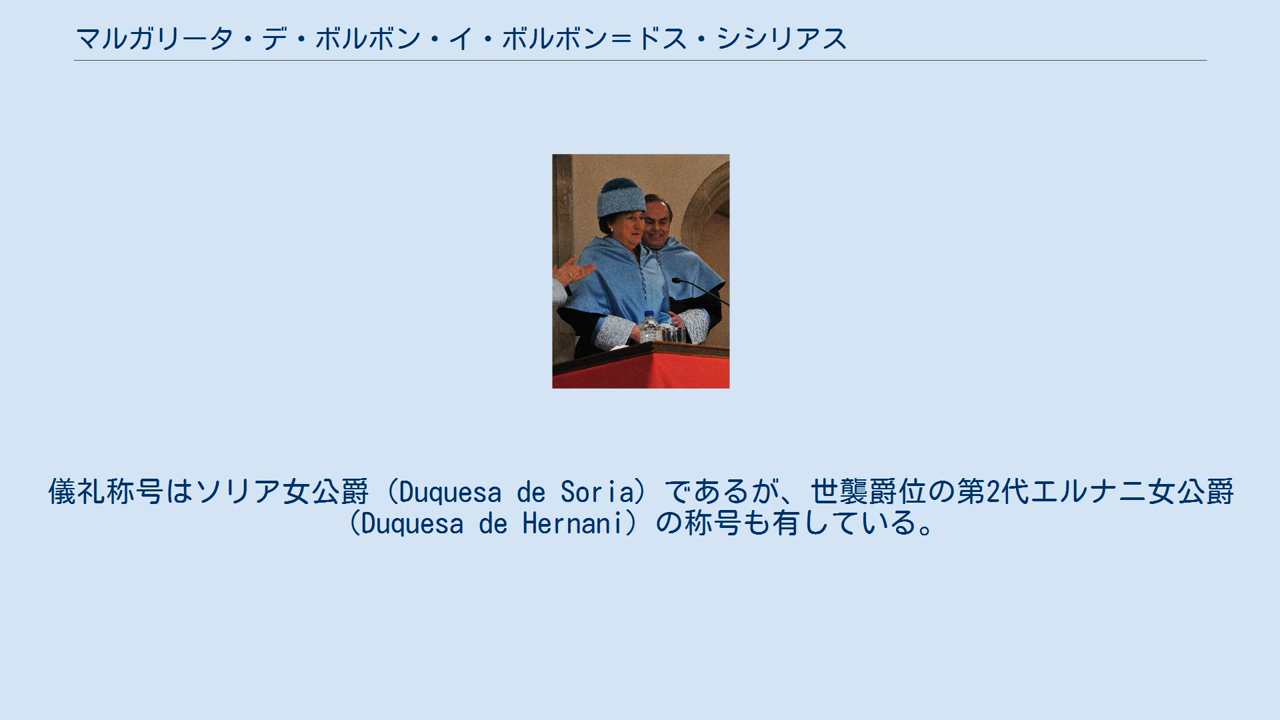 マルガリータ・デ・ボルボン・イ・ボルボン＝ドス・シシリアス
儀礼称号はソリア女公爵（Duquesa de Soria）であるが、世襲爵位の第2代エルナニ女公爵
（Duquesa de Hernani）の称号も有している。